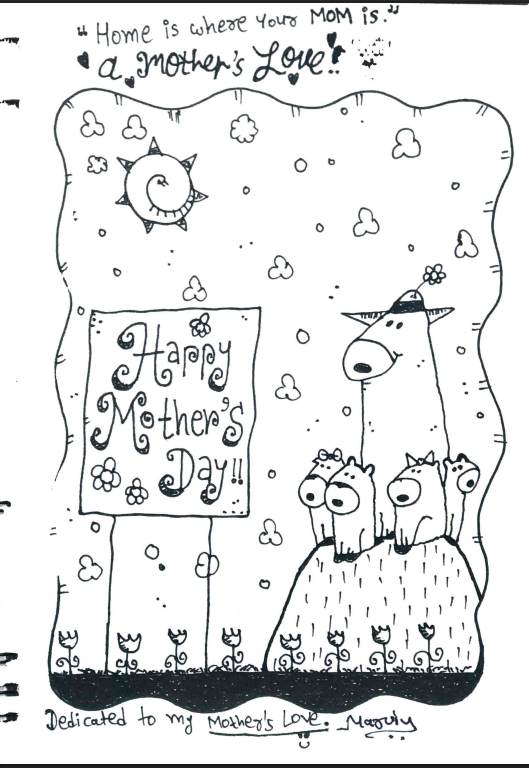 "Home is where your MOM is."
a Mother's Love!!
Happy
Mother's
Day!!
Dedicated to my Mother's Love.